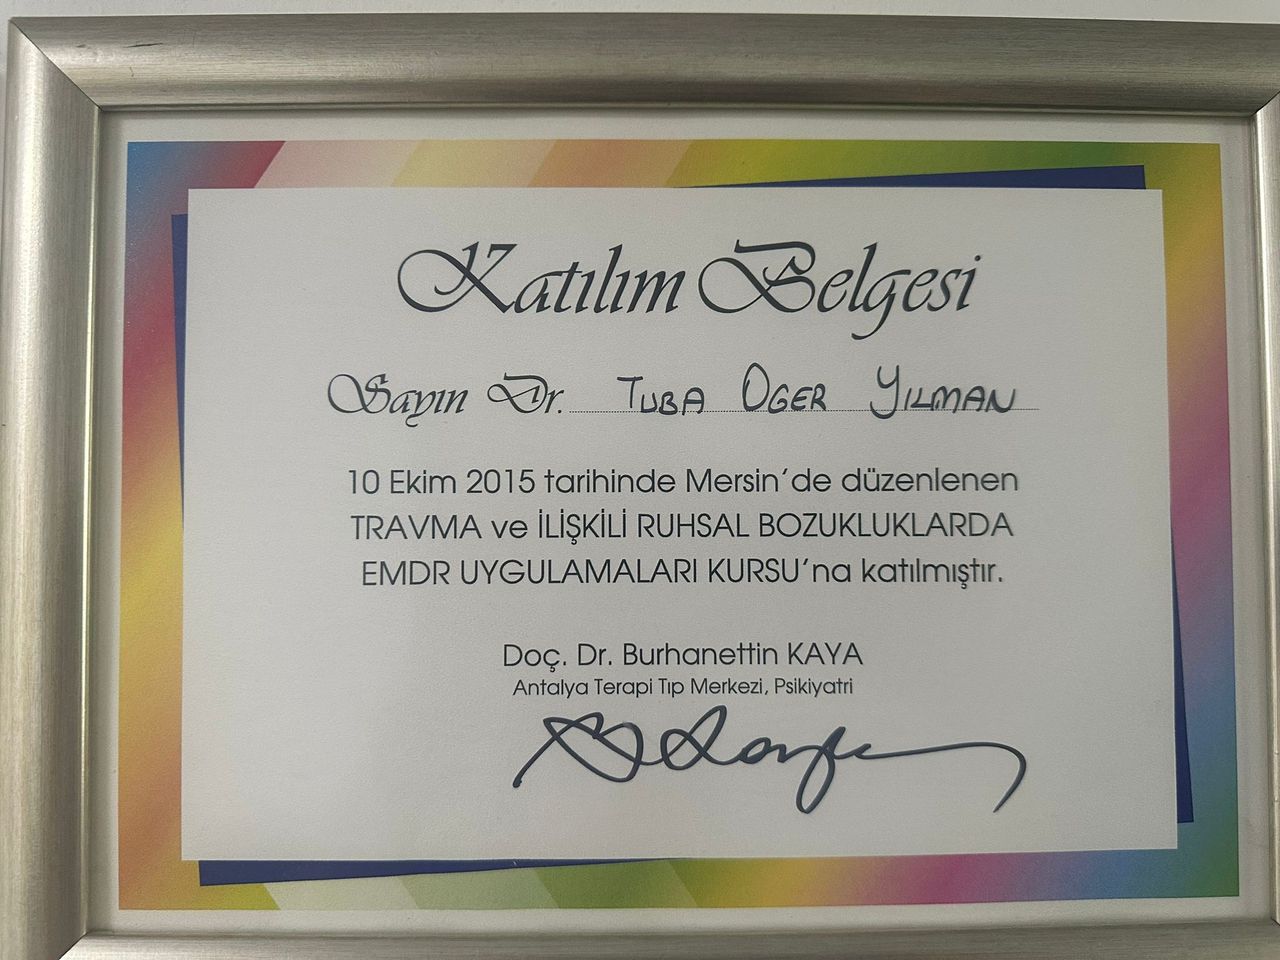 Katılım Belgesi
Sayın Dr. TUBA ÖGER YILMAN
10 Ekim 2015 tarihinde Mersin'de düzenlenen
TRAVMA ve İLİŞKİLİ RUHSAL BOZUKLUKLARDA
EMDR UYGULAMALARI KURSU'na katılmıştır.
Doç. Dr. Burhanettin KAYA
Antalya Terapi Tıp Merkezi, Psikiyatri